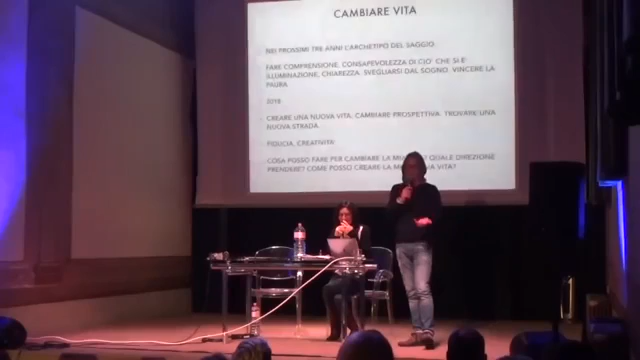 CAMBIARE VITA
NEI PROSSIMI TRE ANNI L'ARCHETIPO DEL SAGGIO.
FARE COMPRENSIONE, CONSAPEVOLEZZA DI CIO' CHE SI E'
ILLUMINAZIONE, CHIAREZZA. SVEGLIARSI DAL SOGNO. VINCERE LA
PAURA
2018
CREARE UNA NUOVA VITA. CAMBIARE PROSPETTIVA. TROVARE UNA
NUOVA STRADA.
FIDUCIA, CREATIVITA'
COSA POSSO FARE PER CAMBIARE LA QUALE DIREZIONE
PRENDERE? COME POSSO CREARE LA VITA?